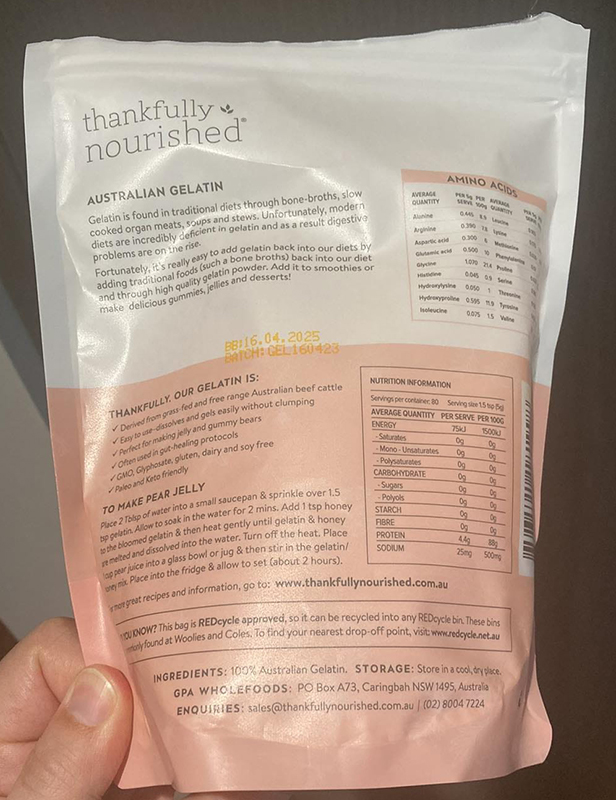 thankfully
nourished®
AUSTRALIAN GELATIN
Gelatin is found in traditional diets through bone-broths, slow
cooked organ meats, soups and stews. Unfortunately, modern
diets are incredibly deficient in gelatin and as a result digestive
problems are on the rise.
Fortunately, it's really easy to add gelatin back into our diets by
adding traditional foods (such a bone broths) back into our diet
and through high quality gelatin powder. Add it to smoothies or
make delicious gummies, jellies and desserts!
AMINO ACIDS
AVERAGE QUANTITY PER 5g SERVE PER 100g AVERAGE QUANTITY
Alanine 0.445 8.9 Leucine
Arginine 0.390 7.8 Lysine
Aspartic acid 0.300 6 Methionine
Glutamic acid 0.500 10 Phenylalanine
Glycine 1.070 21.4 Proline
Histidine 0.045 0.9 Serine
Hydroxylysine 0.050 1 Threonine
Hydroxyproline 0.595 11.9 Tyrosine
Isoleucine 0.075 1.5 Valine
BB:16.04.2025
BATCH:GEL160423
THANKFULLY, OUR GELATIN IS:
✓ Derived from grass-fed and free range Australian beef cattle
✓ Easy to use-dissolves and gels easily without clumping
✓ Perfect for making jelly and gummy bears
✓ Often used in gut-healing protocols
✓ GMO, Glyphosate, gluten, dairy and soy free
✓ Paleo and Keto friendly
NUTRITION INFORMATION
Servings per container: 80 Serving size 1.5 tsp (5g)
AVERAGE QUANTITY PER SERVE PER 100G
ENERGY 75kJ 1500kJ
- Saturates 0g 0g
- Mono - Unsaturates 0g 0g
- Polysaturates 0g 0g
CARBOHYDRATE 0g 0g
- Sugars 0g 0g
- Polyols 0g 0g
STARCH 0g 0g
FIBRE 0g 0g
PROTEIN 4.4g 88g
SODIUM 25mg 500mg
TO MAKE PEAR JELLY
Place 2 Tblsp of water into a small saucepan & sprinkle over 1.5
tsp gelatin. Allow to soak in the water for 2 mins. Add 1 tsp honey
to the bloomed gelatin & then heat gently until gelatin & honey
are melted and dissolved into the water. Turn off the heat. Place
cup pear juice into a glass bowl or jug & then stir in the gelatin/
honey mix. Place into the fridge & allow to set (about 2 hours).
more great recipes and information, go to: www.thankfullynourished.com.au
YOU KNOW? This bag is REDcycle approved, so it can be recycled into any REDcycle bin. These bins
found at Woolies and Coles. To find your nearest drop-off point, visit: www.redcycle.net.au
INGREDIENTS: 100% Australian Gelatin. STORAGE: Store in a cool, dry place.
GPA WHOLEFOODS: PO Box A73, Caringbah NSW 1495, Australia
ENQUIRIES: sales@thankfullynourished.com.au | (02) 8004 7224